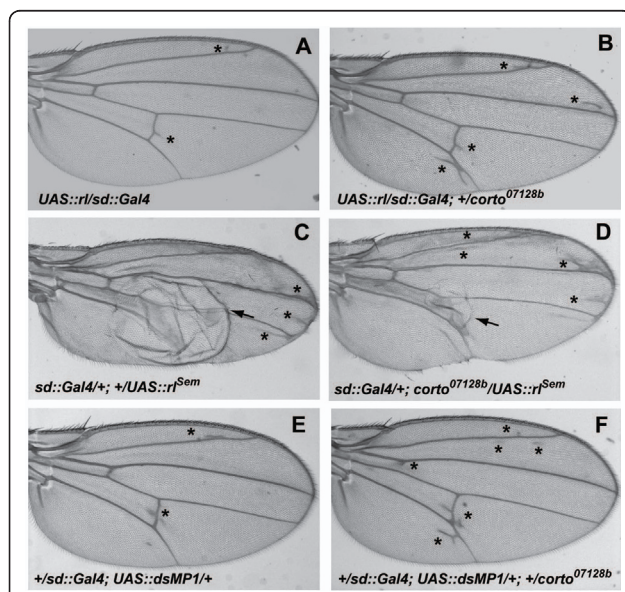 A
*
*
UAS::rl/sd::Gal4
B
*
*
*
*
UAS::rl/sd::Gal4; +/corto07128b
C
*
*
*
sd::Gal4/+; +/UAS::rlSem
D
*
*
*
*
sd::Gal4/+; corto07128b/UAS::rlSem
E
*
*
+/sd::Gal4; UAS::dsMP1/+
F
*
*
*
*
*
*
+/sd::Gal4; UAS::dsMP1/+; +/corto07128b